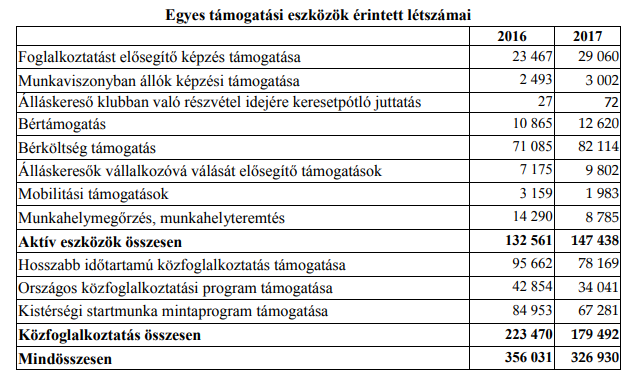 Egyes támogatási eszközök érintett létszámai
2016 2017
Foglalkoztatást elősegítő képzés támogatása 23 467 29 060
Munkaviszonyban állók képzési támogatása 2 493 3 002
Álláskereső klubban való részvétel idejére keresetpótló juttatás 27 72
Bértámogatás 10 865 12 620
Bérköltség támogatás 71 085 82 114
Álláskeresők vállalkozóvá válását elősegítő támogatások 7 175 9 802
Mobilitási támogatások 3 159 1 983
Munkahelymegőrzés, munkahelyteremtés 14 290 8 785
Aktív eszközök összesen 132 561 147 438
Hosszabb időtartamú közfoglalkoztatás támogatása 95 662 78 169
Országos közfoglalkoztatási program támogatása 42 854 34 041
Kistérségi startmunka mintaprogram támogatása 84 953 67 281
Közfoglalkoztatás összesen 223 470 179 492
Mindösszesen 356 031 326 930